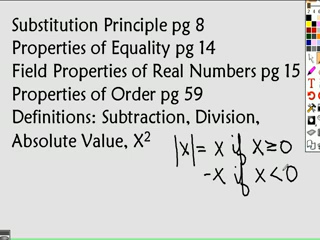 Substitution Principle pg 8
Properties of Equality pg 14
Field Properties of Real Numbers pg 15
Properties of Order pg 59
Definitions: Subtraction, Division,
Absolute Value, X²
|x| = x if x ≥ 0
-x if x < 0